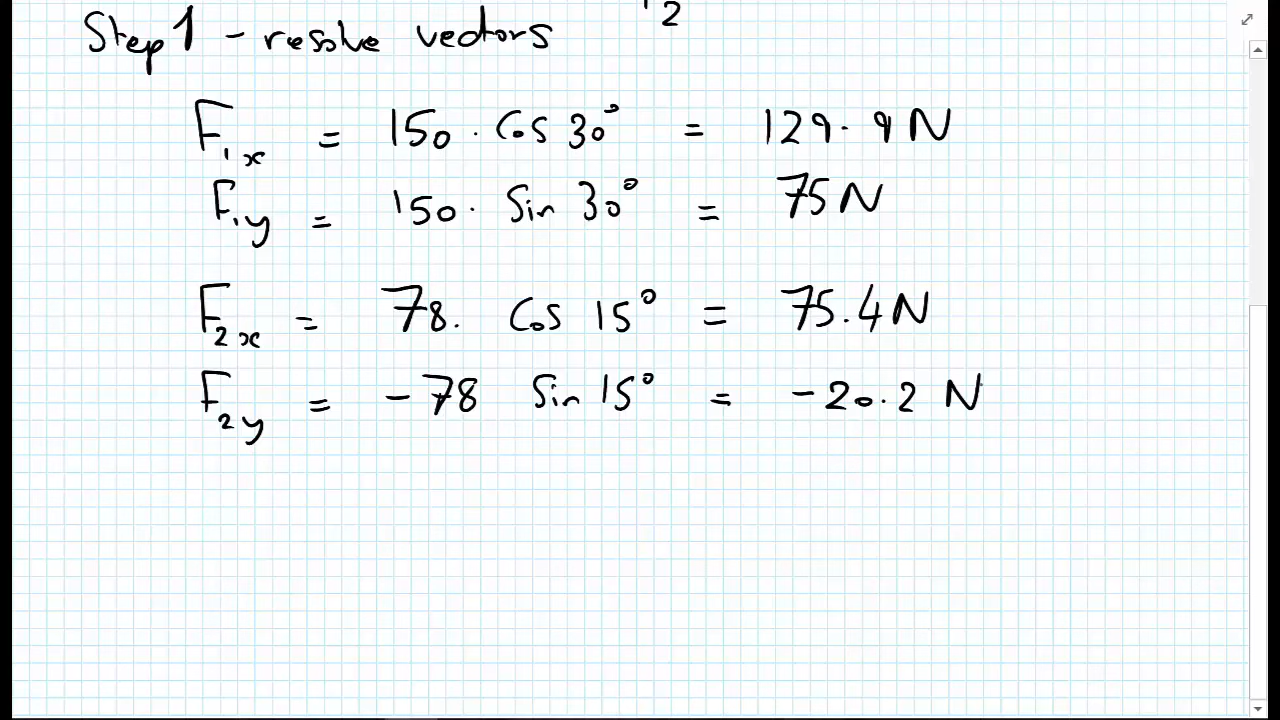 2
Step 1 - resolve vectors
F1x = 150 · Cos 30° = 129.9 N
F1y = 150 · Sin 30° = 75 N
F2x = 78. Cos 15° = 75.4 N
F2y = -78 Sin 15° = -20.2 N